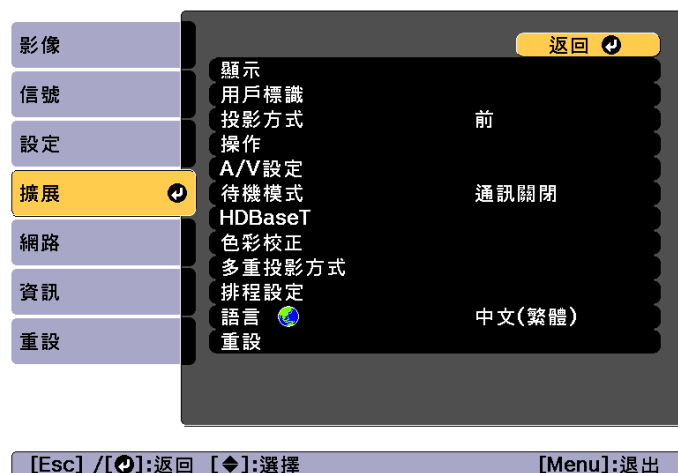 影像
信號
設定
擴展
網路
資訊
重設
返回
顯示
用戶標識
投影方式 前
操作
A/V設定
待機模式 通訊關閉
HDBaseT
色彩校正
多重投影方式
排程設定
語言 中文(繁體)
重設
[Esc] /[⏎]:返回 [◆]:選擇 [Menu]:退出